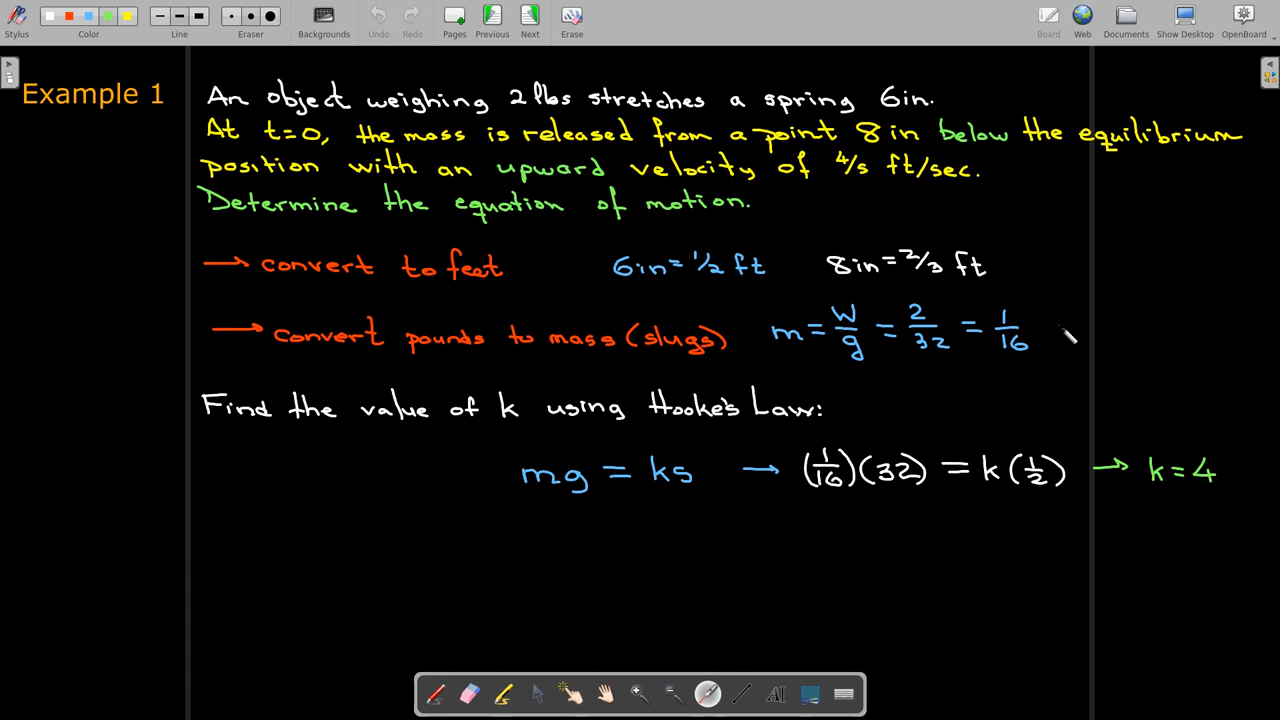 Stylus Color Line Eraser Backgrounds Undo Redo Pages Previous Next Erase Board Web Documents Show Desktop OpenBoard
Example 1
An object weighing 2 lbs stretches a spring 6in.
At t=0, the mass is released from a point 8 in below the equilibrium
position with an upward velocity of 4/s ft/sec.
Determine the equation of motion.
→ convert to feet 6in = 1/2 ft 8in = 2/3 ft
→ convert pounds to mass (slugs) m = W/g = 2/32 = 1/16
Find the value of k using Hooke's Law:
mg = ks → (1/16)(32) = k(1/2) → k = 4
AI